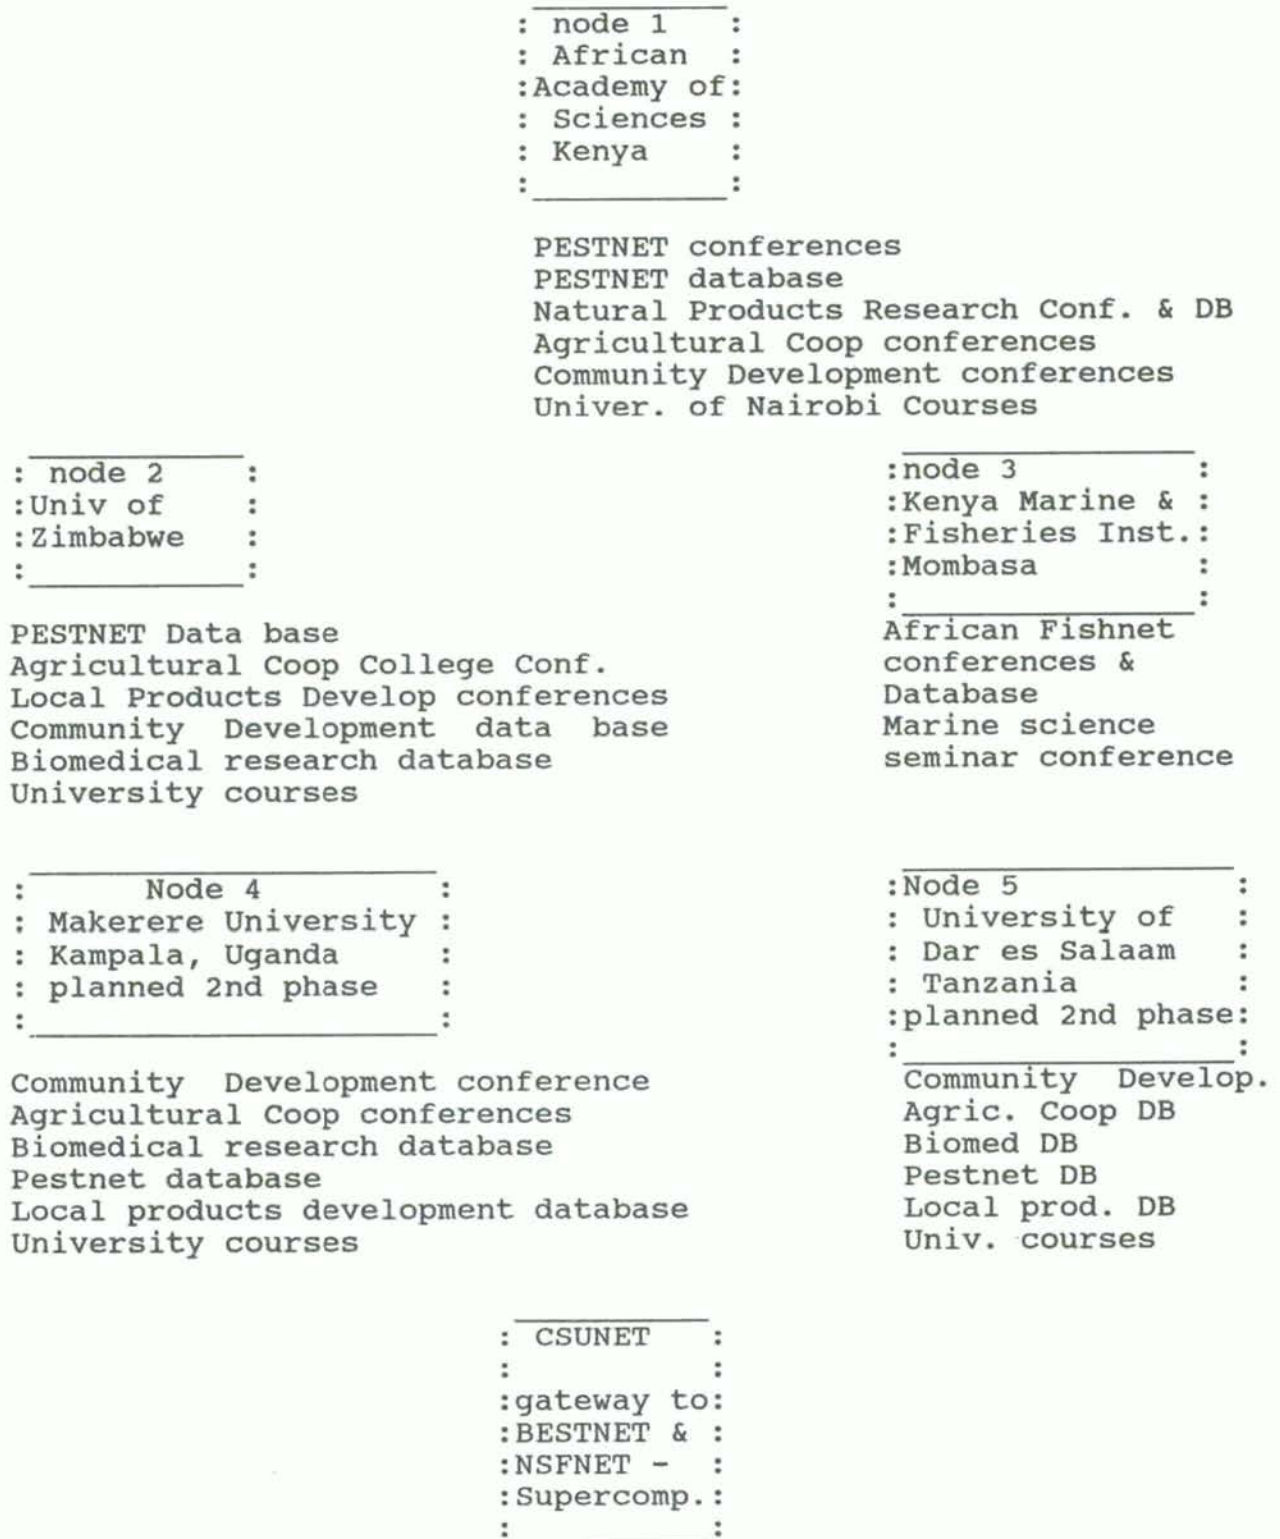 : node 1 :
: African :
:Academy of:
: Sciences :
: Kenya :
:__________:
PESTNET conferences
PESTNET database
Natural Products Research Conf. & DB
Agricultural Coop conferences
Community Development conferences
Univer. of Nairobi Courses
: node 2 :
:Univ of :
:Zimbabwe :
:__________:
PESTNET Data base
Agricultural Coop College Conf.
Local Products Develop conferences
Community Development data base
Biomedical research database
University courses
:node 3 :
:Kenya Marine & :
:Fisheries Inst.:
:Mombasa :
:_______________:
African Fishnet
conferences &
Database
Marine science
seminar conference
: Node 4 :
: Makerere University :
: Kampala, Uganda :
: planned 2nd phase :
:_____________________:
Community Development conference
Agricultural Coop conferences
Biomedical research database
Pestnet database
Local products development database
University courses
:Node 5 :
: University of :
: Dar es Salaam :
: Tanzania :
:planned 2nd phase:
:_________________:
Community Develop.
Agric. Coop DB
Biomed DB
Pestnet DB
Local prod. DB
Univ. courses
: CSUNET :
: :
:gateway to:
:BESTNET & :
:NSFNET - :
:Supercomp.:
: :